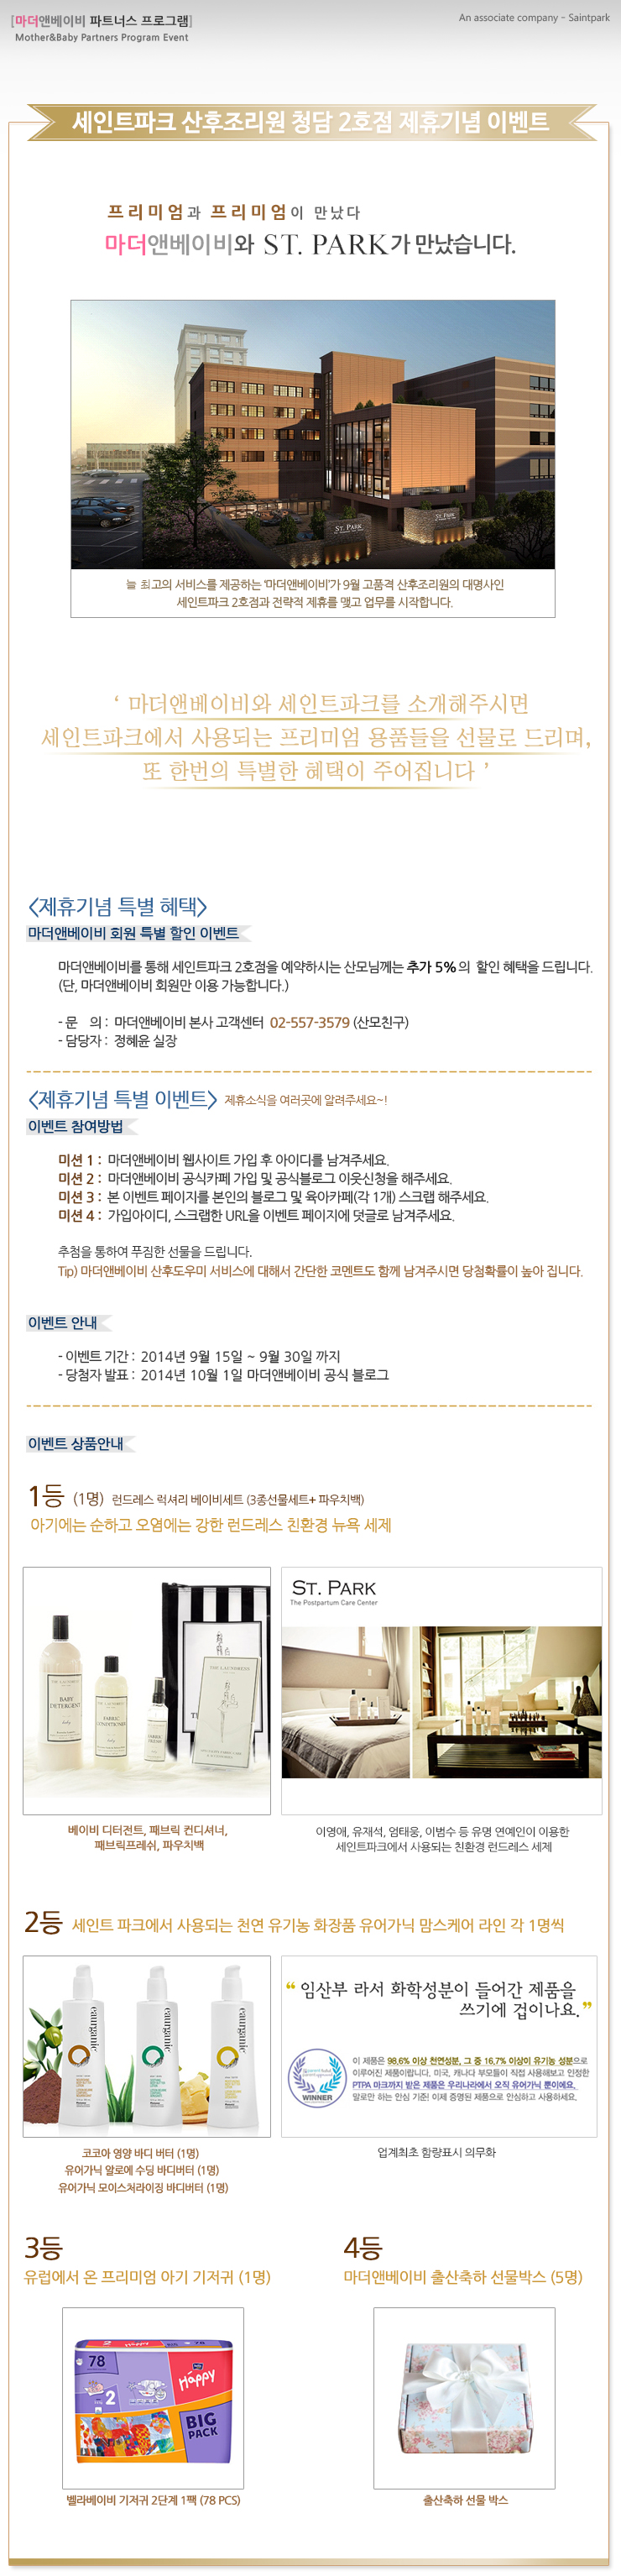 [마더앤베이비 파트너스 프로그램]
Mother&Baby Partners Program Event
An associate company - Saintpark
세인트파크 산후조리원 청담 2호점 제휴기념 이벤트
프리미엄과 프리미엄이 만났다
마더앤베이비와 ST. PARK가 만났습니다.
ST. PARK
ST. PARK
늘 최고의 서비스를 제공하는 '마더앤베이비'가 9월 고품격 산후조리원의 대명사인
세인트파크 2호점과 전략적 제휴를 맺고 업무를 시작합니다.
‘ 마더앤베이비와 세인트파크를 소개해주시면
세인트파크에서 사용되는 프리미엄 용품들을 선물로 드리며,
또 한번의 특별한 혜택이 주어집니다 ’
<제휴기념 특별 혜택>
마더앤베이비 회원 특별 할인 이벤트
마더앤베이비를 통해 세인트파크 2호점을 예약하시는 산모님께는 추가 5%의 할인 혜택을 드립니다.
(단, 마더앤베이비 회원만 이용 가능합니다.)
- 문 의 : 마더앤베이비 본사 고객센터 02-557-3579 (산모친구)
- 담당자 : 정혜윤 실장
<제휴기념 특별 이벤트> 제휴소식을 여러곳에 알려주세요~!
이벤트 참여방법
미션 1 : 마더앤베이비 웹사이트 가입 후 아이디를 남겨주세요.
미션 2 : 마더앤베이비 공식카페 가입 및 공식블로그 이웃신청을 해주세요.
미션 3 : 본 이벤트 페이지를 본인의 블로그 및 육아카페(각 1개) 스크랩 해주세요.
미션 4 : 가입아이디, 스크랩한 URL을 이벤트 페이지에 덧글로 남겨주세요.
추첨을 통하여 푸짐한 선물을 드립니다.
Tip) 마더앤베이비 산후도우미 서비스에 대해서 간단한 코멘트도 함께 남겨주시면 당첨확률이 높아 집니다.
이벤트 안내
- 이벤트 기간 : 2014년 9월 15일 ~ 9월 30일 까지
- 당첨자 발표 : 2014년 10월 1일 마더앤베이비 공식 블로그
이벤트 상품안내
1등 (1명) 런드레스 럭셔리 베이비세트 (3종선물세트+ 파우치백)
아기에는 순하고 오염에는 강한 런드레스 친환경 뉴욕 세제
THE LAUNDRESS
BABY DETERGENT
baby
FABRIC CONDITIONER
baby
ST. PARK
The Postpartum Care Center
베이비 디터전트, 패브릭 컨디셔너,
패브릭프레쉬, 파우치백
이영애, 유재석, 엄태웅, 이범수 등 유명 연예인이 이용한
세인트파크에서 사용되는 친환경 런드레스 세제
2등 세인트 파크에서 사용되는 천연 유기농 화장품 유어가닉 맘스케어 라인 각 1명씩
eaurganic
eaurganic
eaurganic
“ 임산부 라서 화학성분이 들어간 제품을
쓰기에 겁이나요. ”
WINNER
이 제품은 98.6% 이상 천연성분, 그 중 16.7% 이상이 유기농 성분으로
이루어진 제품이랍니다. 미국, 캐나다 부모들이 직접 사용해보고 인정한
PTPA 마크까지 받은 제품은 우리나라에서 오직 유어가닉 뿐이에요.
말로만 하는 안심 기준! 이제 증명된 제품으로 안심하고 사용하세요.
코코아 영양 바디 버터 (1명)
유어가닉 알로에 수딩 바디버터 (1명)
유어가닉 모이스처라이징 바디버터 (1명)
업계최초 함량표시 의무화
3등
유럽에서 온 프리미엄 아기 기저귀 (1명)
4등
마더앤베이비 출산축하 선물박스 (5명)
78
78
Happy
2
BIG
PACK
벨라베이비 기저귀 2단계 1팩 (78 PCS)
출산축하 선물 박스